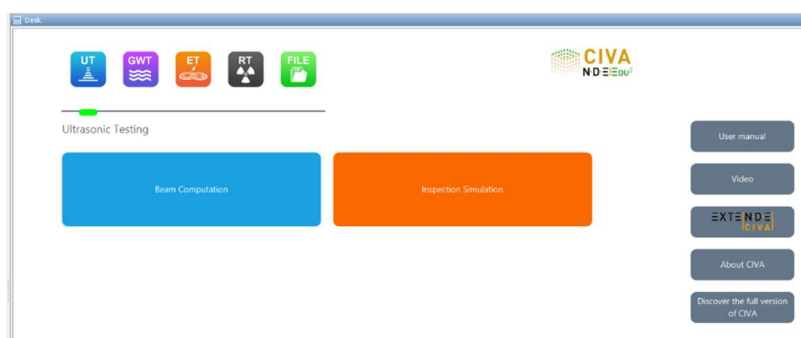 Desk
UT
GWT
ET
RT
FILE
CIVA
NDE EDU²
Ultrasonic Testing
Beam Computation
Inspection Simulation
User manual
Video
EXTENDE
CIVA
About CIVA
Discover the full version
of CIVA